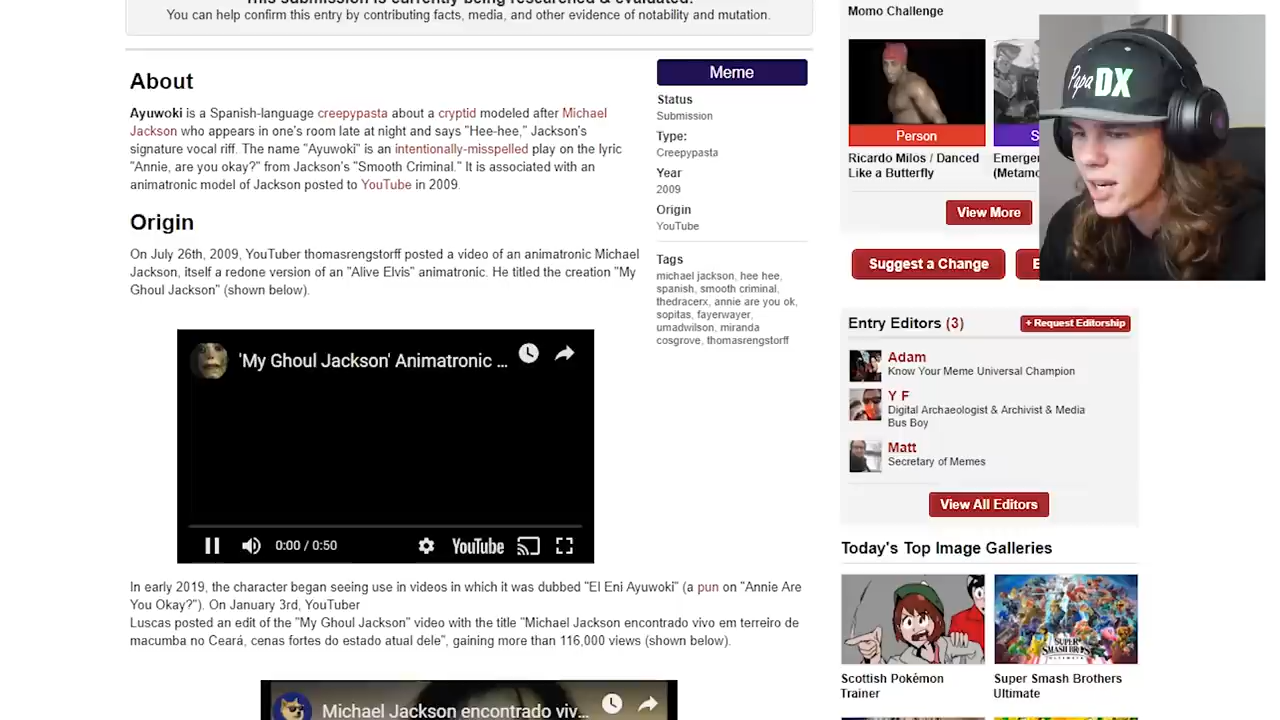 This submission is currently being researched & evaluated!
You can help confirm this entry by contributing facts, media, and other evidence of notability and mutation.
About
Ayuwoki is a Spanish-language creepypasta about a cryptid modeled after Michael
Jackson who appears in one's room late at night and says "Hee-hee," Jackson's
signature vocal riff. The name "Ayuwoki" is an intentionally-misspelled play on the lyric
"Annie, are you okay?" from Jackson's "Smooth Criminal." It is associated with an
animatronic model of Jackson posted to YouTube in 2009.
Origin
On July 26th, 2009, YouTuber thomasrengstorff posted a video of an animatronic Michael
Jackson, itself a redone version of an "Alive Elvis" animatronic. He titled the creation "My
Ghoul Jackson" (shown below).
'My Ghoul Jackson' Animatronic ...
0:00 / 0:50
YouTube
In early 2019, the character began seeing use in videos in which it was dubbed "El Eni Ayuwoki" (a pun on "Annie Are
You Okay?"). On January 3rd, YouTuber
Luscas posted an edit of the "My Ghoul Jackson" video with the title "Michael Jackson encontrado vivo em terreiro de
macumba no Ceará, cenas fortes do estado atual dele", gaining more than 116,000 views (shown below).
Michael Jackson encontrado viv...
Meme
Status
Submission
Type:
Creepypasta
Year
2009
Origin
YouTube
Tags
michael jackson, hee hee,
spanish, smooth criminal,
thedracerx, annie are you ok,
sopitas, fayerwayer,
umadwilson, miranda
cosgrove, thomasrengstorff
Momo Challenge
Person
S
Ricardo Milos / Danced
Like a Butterfly
Emergen
(Metamo
View More
Suggest a Change
E
Entry Editors (3)
+ Request Editorship
Adam
Know Your Meme Universal Champion
Y F
Digital Archaeologist & Archivist & Media
Bus Boy
Matt
Secretary of Memes
View All Editors
Today's Top Image Galleries
SUPER
SMASH BROS
ULTIMATE
Scottish Pokémon
Trainer
Super Smash Brothers
Ultimate
Papa DX